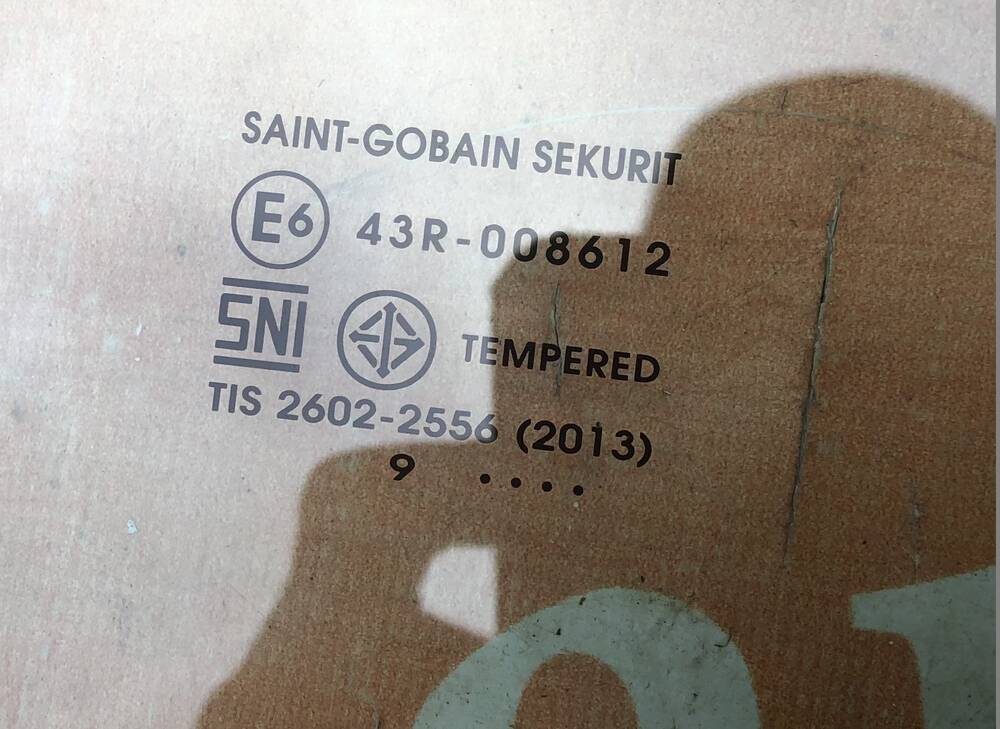 SAINT-GOBAIN SEKURIT
E6 43R-008612
SNI TEMPERED
TIS 2602-2556 (2013)
9 ....